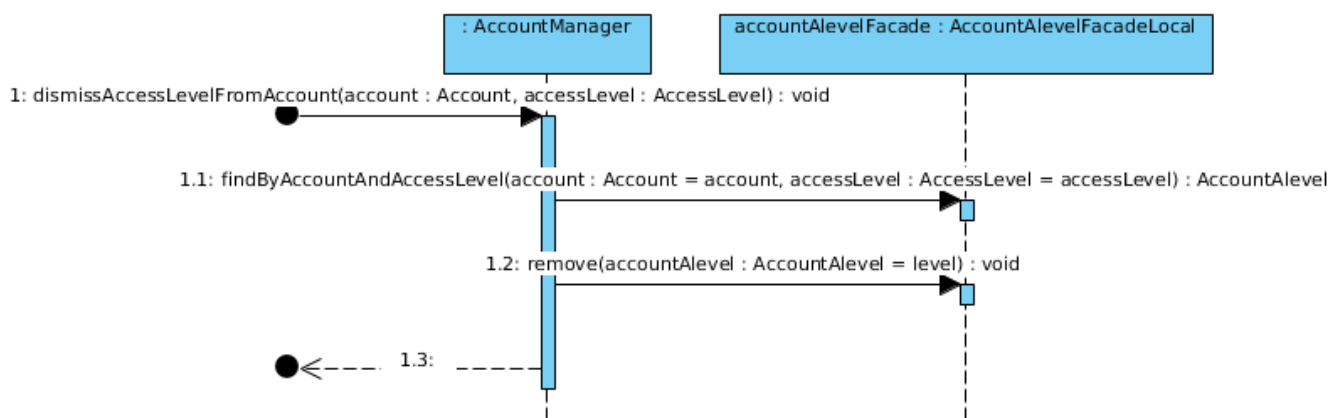 : AccountManager
accountAlevelFacade : AccountAlevelFacadeLocal
1: dismissAccessLevelFromAccount(account : Account, accessLevel : AccessLevel) : void
1.1: findByAccountAndAccessLevel(account : Account = account, accessLevel : AccessLevel = accessLevel) : AccountAlevel
1.2: remove(accountAlevel : AccountAlevel = level) : void
1.3: